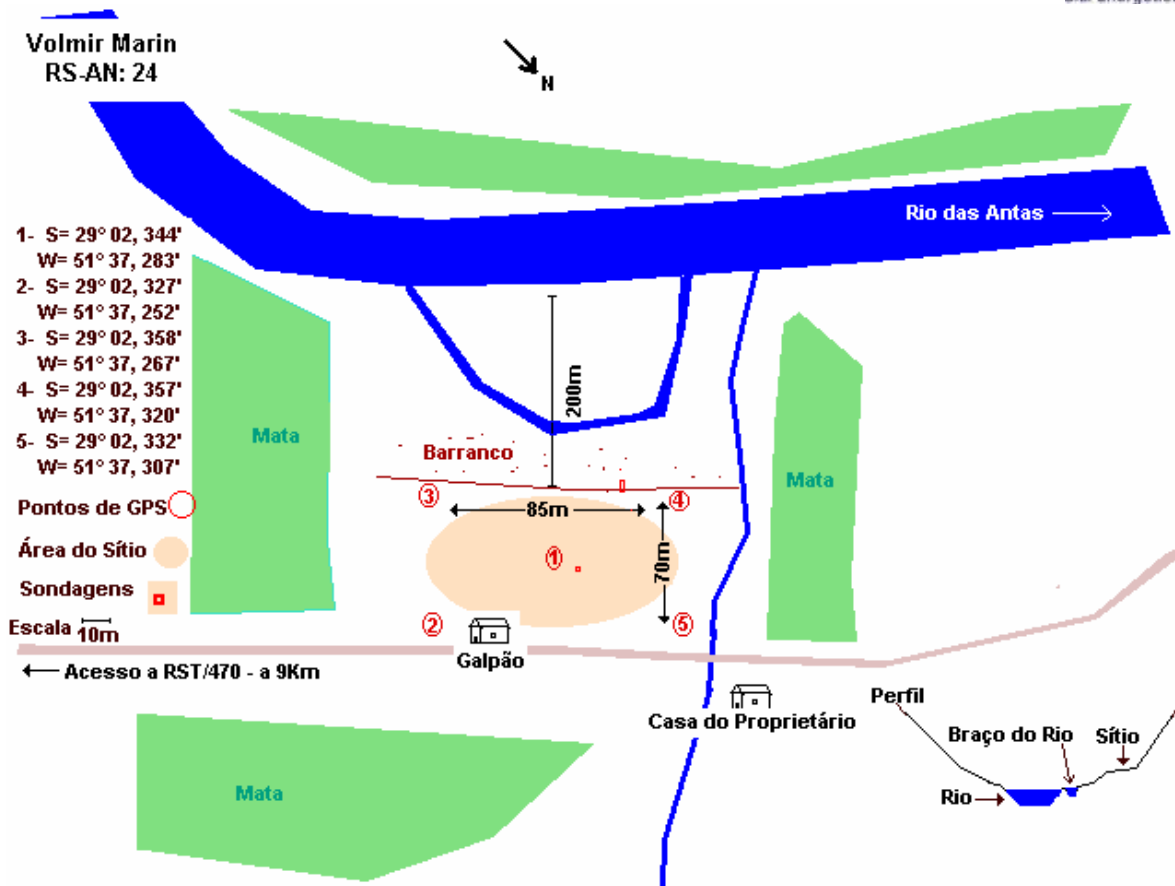 Volmir Marin
RS-AN: 24
N
Rio das Antas
1- S= 29° 02, 344'
W= 51° 37, 283'
2- S= 29° 02, 327'
W= 51° 37, 252'
3- S= 29° 02, 358'
W= 51° 37, 267'
4- S= 29° 02, 357'
W= 51° 37, 320'
5- S= 29° 02, 332'
W= 51° 37, 307'
Pontos de GPS
Área do Sítio
Sondagens
Escala 10m
Mata
200m
Barranco
3
4
85m
70m
1
2
5
Mata
Galpão
Acesso a RST/470 - a 9Km
Casa do Proprietário
Mata
Perfil
Braço do Rio
Sítio
Rio